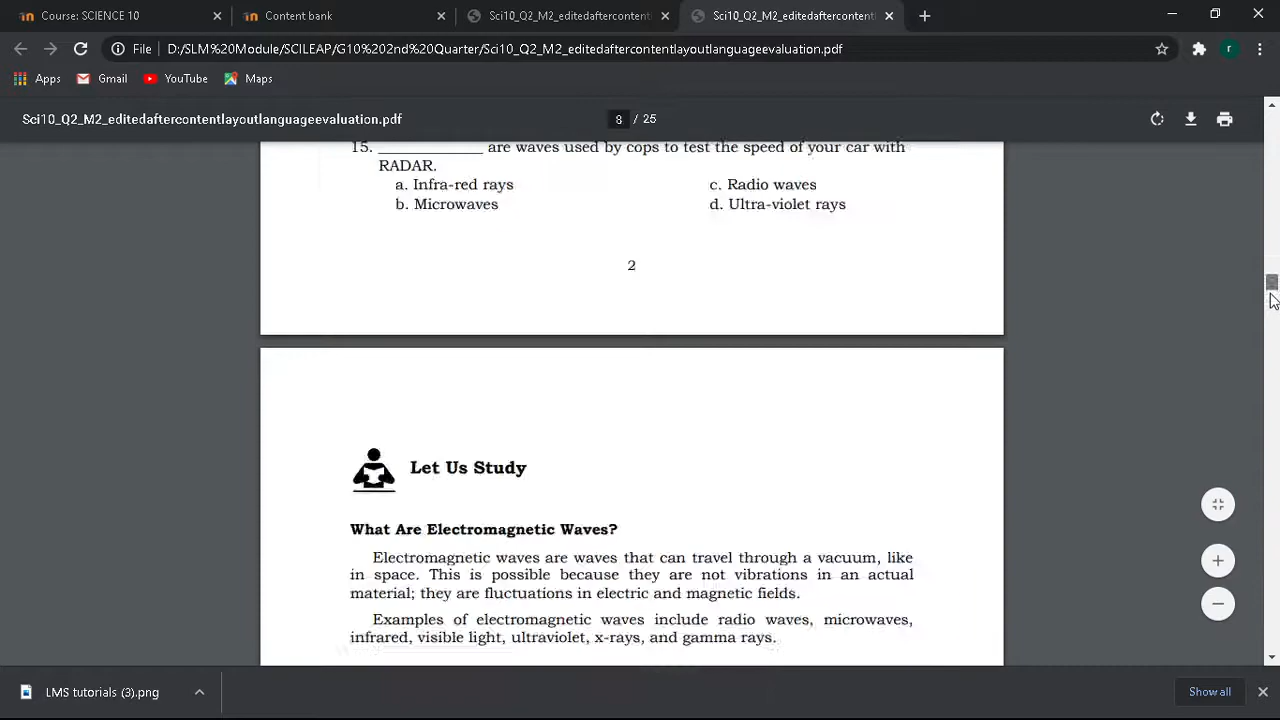 Course: SCIENCE 10
Content bank
Sci10_Q2_M2_editedaftercontent
Sci10_Q2_M2_editedaftercontent
File D:/SLM%20Module/SCILEAP/G10%202nd%20Quarter/Sci10_Q2_M2_editedaftercontentlayoutlanguageevaluation.pdf
r
Apps Gmail YouTube Maps
Sci10_Q2_M2_editedaftercontentlayoutlanguageevaluation.pdf 8 / 25
15. ______________ are waves used by cops to test the speed of your car with
RADAR.
a. Infra-red rays c. Radio waves
b. Microwaves d. Ultra-violet rays
2
Let Us Study
What Are Electromagnetic Waves?
Electromagnetic waves are waves that can travel through a vacuum, like
in space. This is possible because they are not vibrations in an actual
material; they are fluctuations in electric and magnetic fields.
Examples of electromagnetic waves include radio waves, microwaves,
infrared, visible light, ultraviolet, x-rays, and gamma rays.
LMS tutorials (3).png Show all